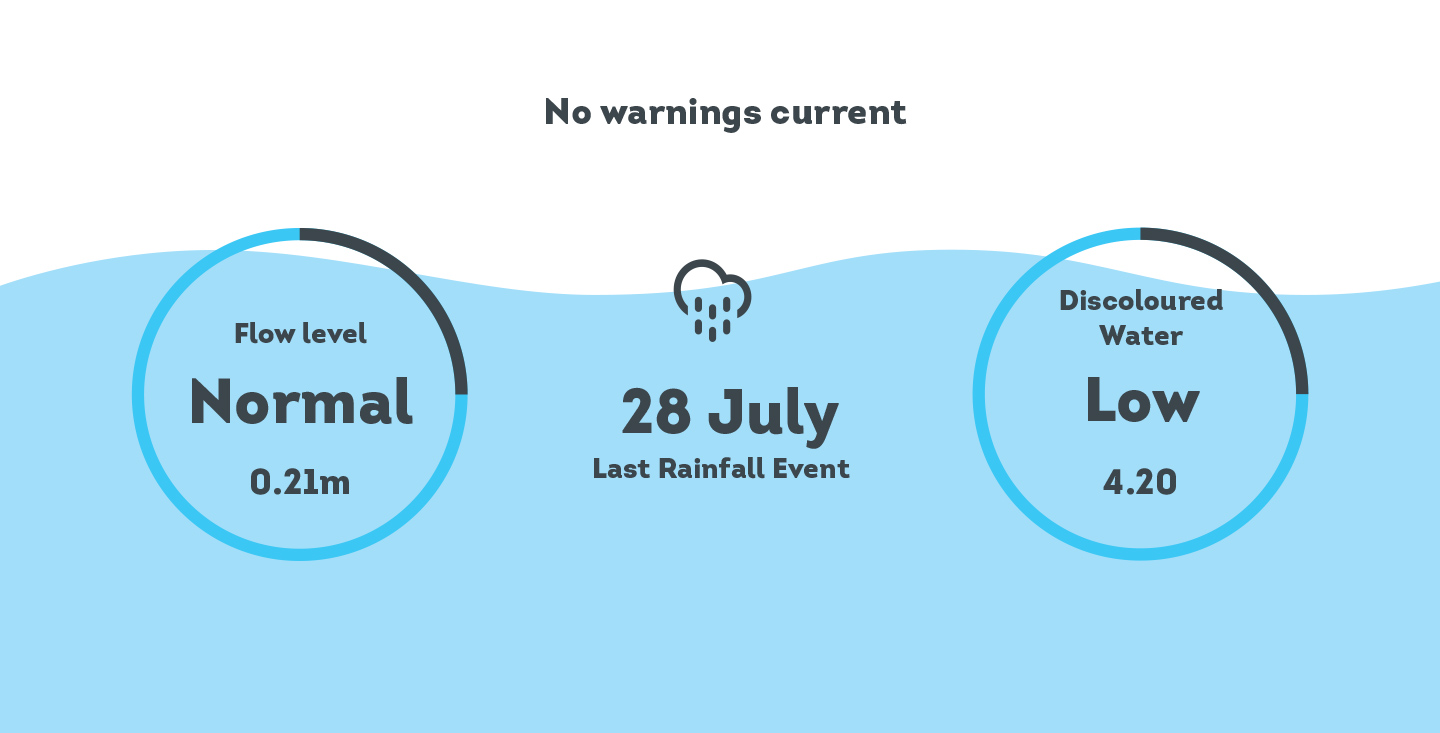 No warnings current
Flow level
Normal
0.21m
28 July
Last Rainfall Event
Discoloured
Water
Low
4.20